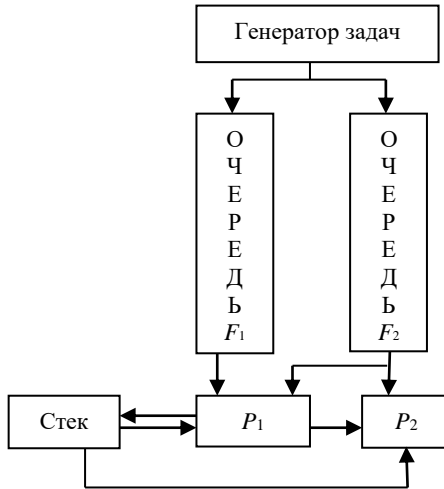 Генератор задач
О
Ч
Е
Р
Е
Д
Ь
F1
О
Ч
Е
Р
Е
Д
Ь
F2
Стек
P1
P2